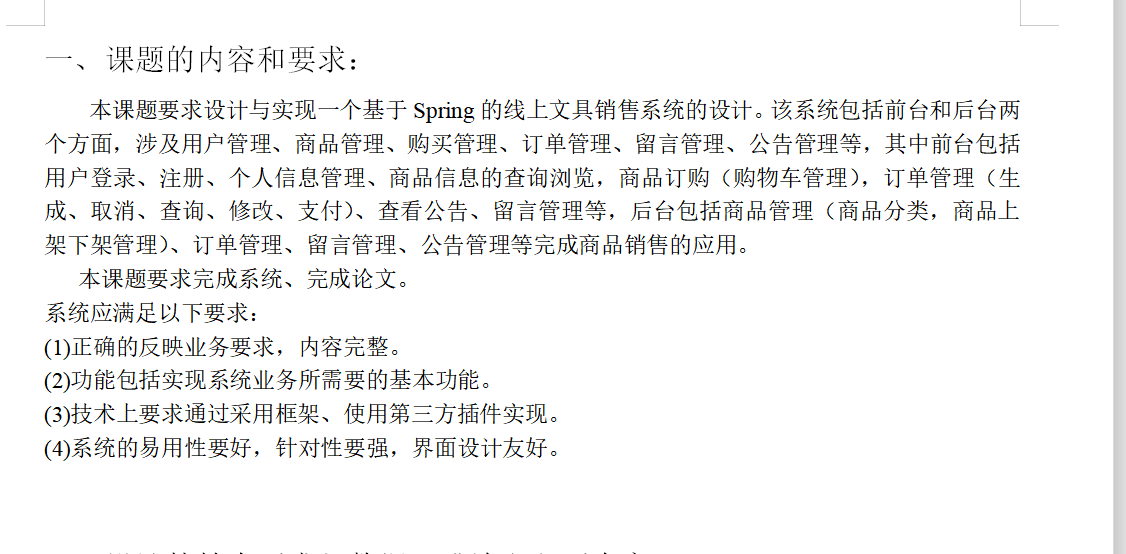 一、课题的内容和要求：
本课题要求设计与实现一个基于 Spring 的线上文具销售系统的设计。该系统包括前台和后台两
个方面，涉及用户管理、商品管理、购买管理、订单管理、留言管理、公告管理等，其中前台包括
用户登录、注册、个人信息管理、商品信息的查询浏览，商品订购（购物车管理），订单管理（生
成、取消、查询、修改、支付）、查看公告、留言管理等，后台包括商品管理（商品分类，商品上
架下架管理）、订单管理、留言管理、公告管理等完成商品销售的应用。
本课题要求完成系统、完成论文。
系统应满足以下要求：
(1)正确的反映业务要求，内容完整。
(2)功能包括实现系统业务所需要的基本功能。
(3)技术上要求通过采用框架、使用第三方插件实现。
(4)系统的易用性要好，针对性要强，界面设计友好。